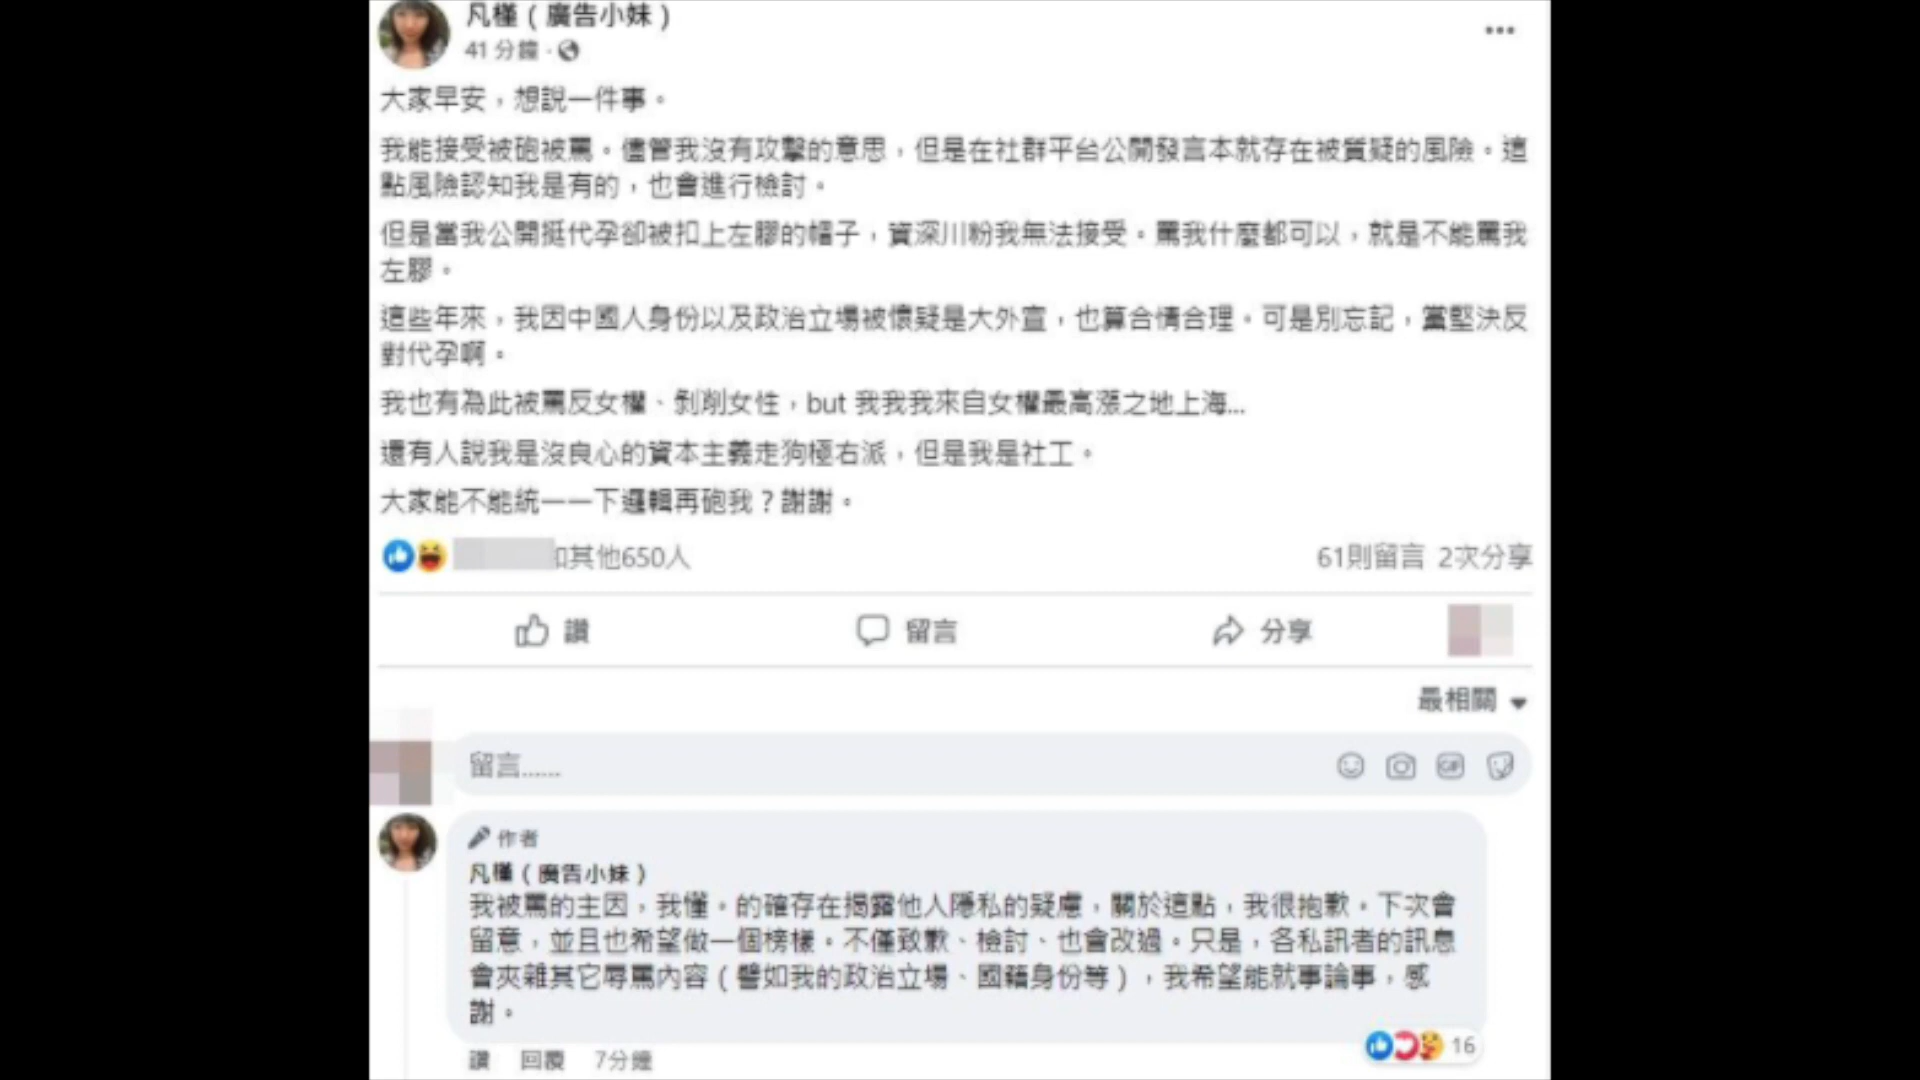 凡槿（廣告小妹）
41 分鐘 ·
大家早安，想說一件事。
我能接受被砲被罵。儘管我沒有攻擊的意思，但是在社群平台公開發言本就存在被質疑的風險。這
點風險認知我是有的，也會進行檢討。
但是當我公開挺代孕卻被扣上左膠的帽子，資深川粉我無法接受。罵我什麼都可以，就是不能罵我
左膠。
這些年來，我因中國人身份以及政治立場被懷疑是大外宣，也算合情合理。可是別忘記，黨堅決反
對代孕啊。
我也有為此被罵反女權、剝削女性，but 我我我來自女權最高漲之地上海...
還有人說我是沒良心的資本主義走狗極右派，但是我是社工。
大家能不能統一一下邏輯再砲我？謝謝。
和其他650人
61則留言 2次分享
讚
留言
分享
最相關
留言......
GIF
作者
凡槿（廣告小妹）
我被罵的主因，我懂。的確存在揭露他人隱私的疑慮，關於這點，我很抱歉。下次會
留意，並且也希望做一個榜樣。不僅致歉、檢討、也會改過。只是，各私訊者的訊息
會夾雜其它辱罵內容（譬如我的政治立場、國籍身份等），我希望能就事論事，感
謝。
16
讚 回覆 7分鐘